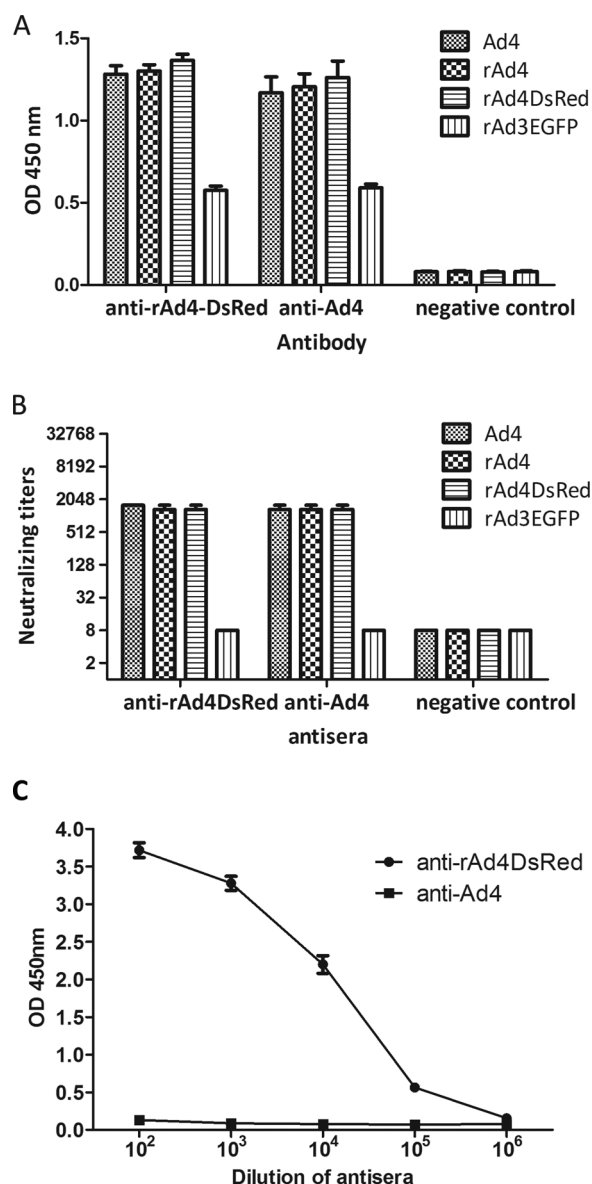 A
1.5
1.0
0.5
0.0
OD 450 nm
Ad4
rAd4
rAd4DsRed
rAd3EGFP
anti-rAd4-DsRed anti-Ad4 negative control
Antibody
B
32768
8192
2048
512
128
32
8
2
Neutralizing titers
Ad4
rAd4
rAd4DsRed
rAd3EGFP
anti-rAd4DsRed anti-Ad4 negative control
antisera
C
4.0
3.5
3.0
2.5
2.0
1.5
1.0
0.5
0.0
OD 450nm
anti-rAd4DsRed
anti-Ad4
10² 10³ 10⁴ 10⁵ 10⁶
Dilution of antisera